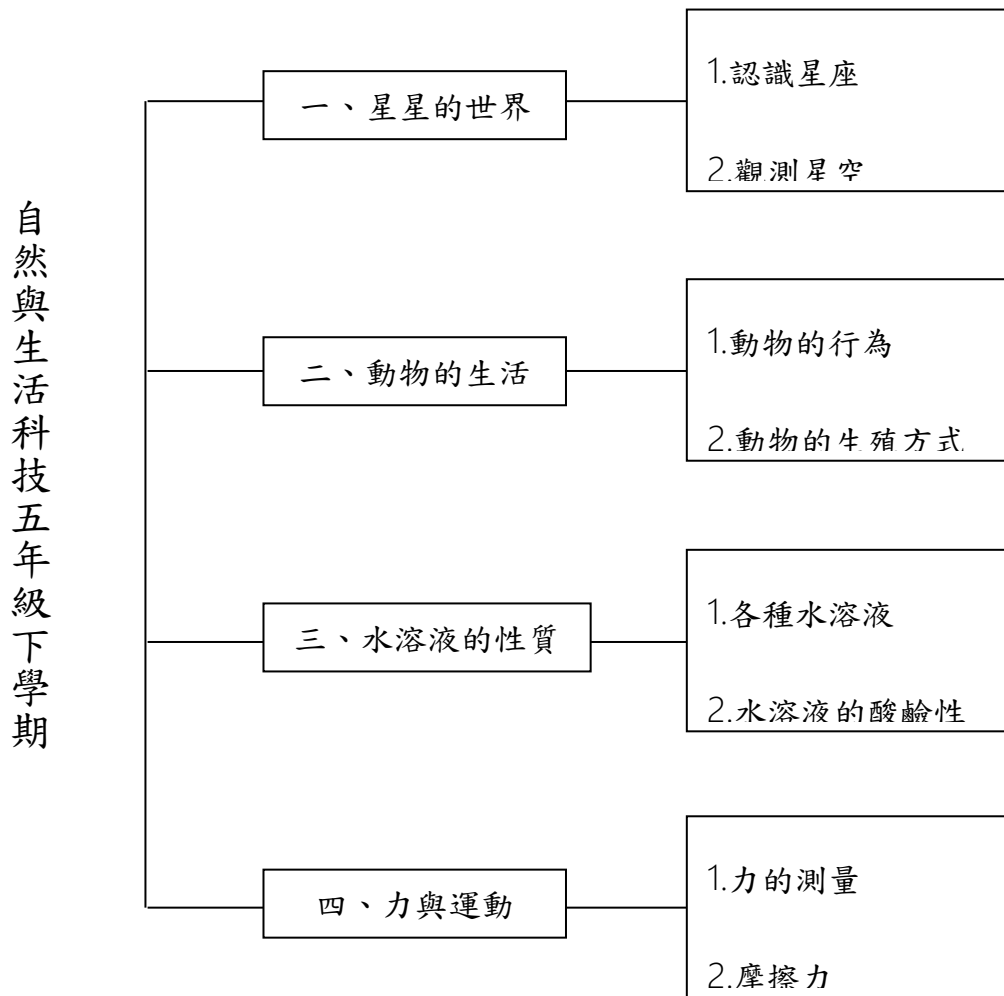 自然與生活科技五年級下學期
一、星星的世界
1.認識星座
2.觀測星空
二、動物的生活
1.動物的行為
2.動物的生殖方式
三、水溶液的性質
1.各種水溶液
2.水溶液的酸鹼性
四、力與運動
1.力的測量
2.摩擦力